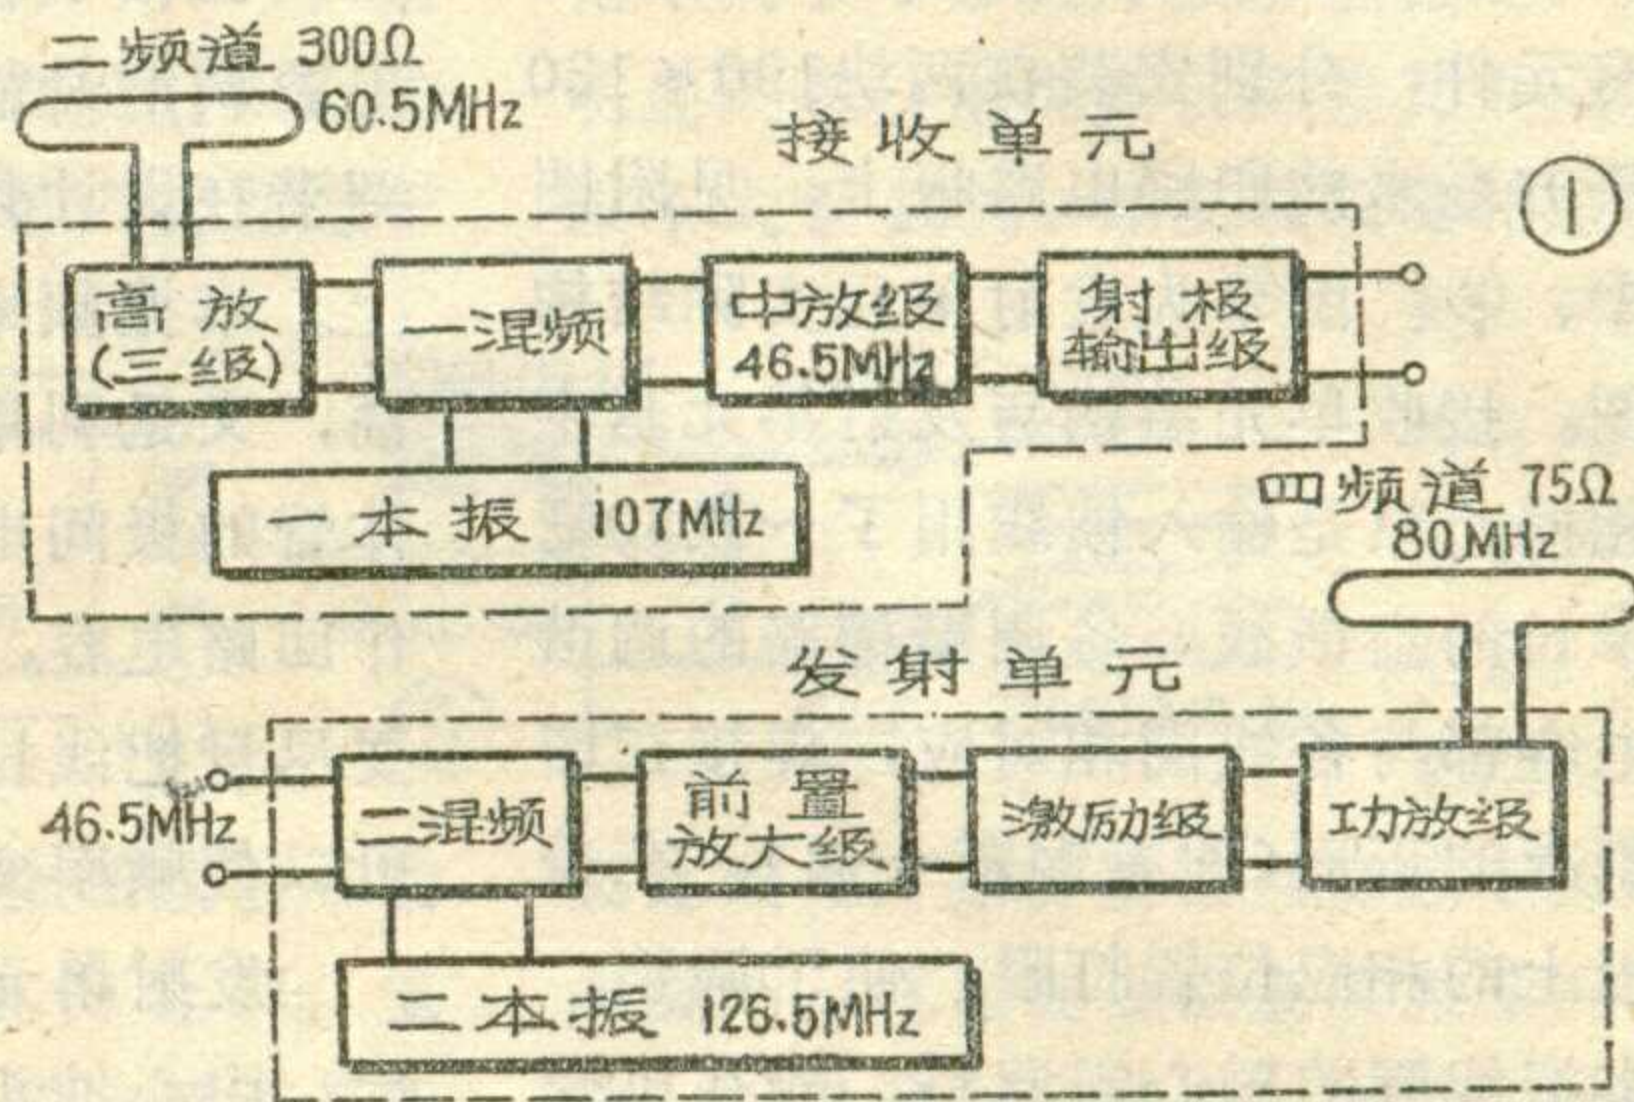 二频道 300Ω
60.5MHz
接收单元
①
高放
(三级)
一混频
中放级
46.5MHz
射极
输出级
一本振 107MHz
四频道 75Ω
80MHz
发射单元
46.5MHz
二混频
前置
放大级
激励级
功放级
二本振 126.5MHz